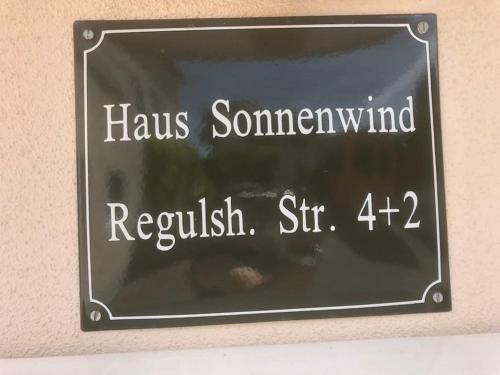 Haus Sonnenwind
Regulsh. Str. 4+2